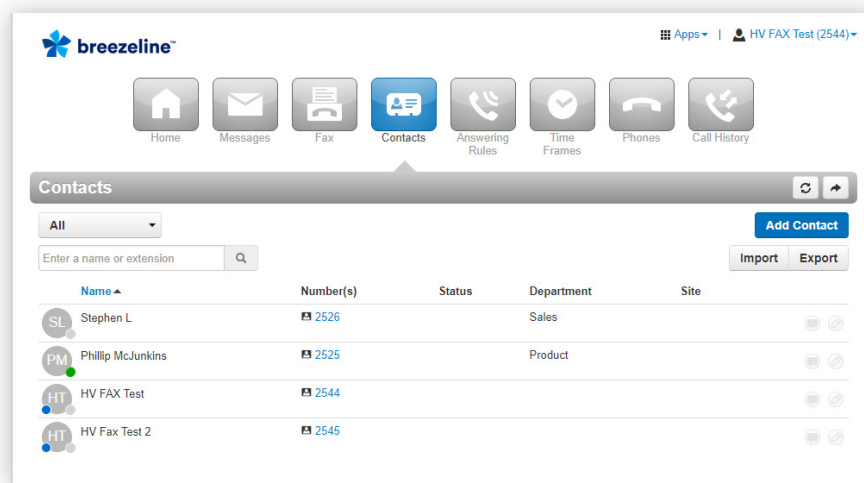 breezeline™
Apps | HV FAX Test (2544)
Home Messages Fax Contacts Answering Rules Time Frames Phones Call History
Contacts
All
Add Contact
Enter a name or extension
Import Export
Name Number(s) Status Department Site
SL Stephen L 2526 Sales
PM Phillip McJunkins 2525 Product
HT HV FAX Test 2544
HT HV Fax Test 2 2545